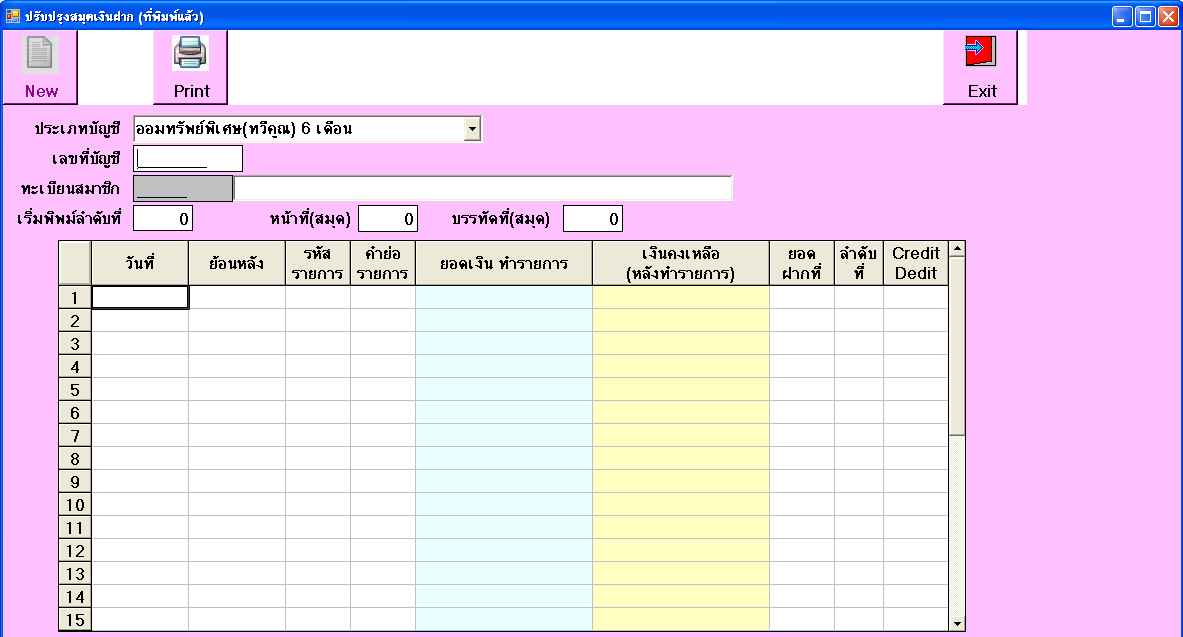 ปรับปรุงสมุดเงินฝาก (ที่พิมพ์แล้ว)
New
Print
Exit
ประเภทบัญชี ออมทรัพย์พิเศษ(ทวีคูณ) 6 เดือน
เลขที่บัญชี
ทะเบียนสมาชิก
เริ่มพิพม์ลำดับที่ 0 หน้าที่(สมุด) 0 บรรทัดที่(สมุด) 0
วันที่ ย้อนหลัง รหัส รายการ คำย่อ รายการ ยอดเงิน ทำรายการ เงินคงเหลือ (หลังทำรายการ) ยอด ฝากที่ ลำดับ ที่ Credit Dedit
1
2
3
4
5
6
7
8
9
10
11
12
13
14
15